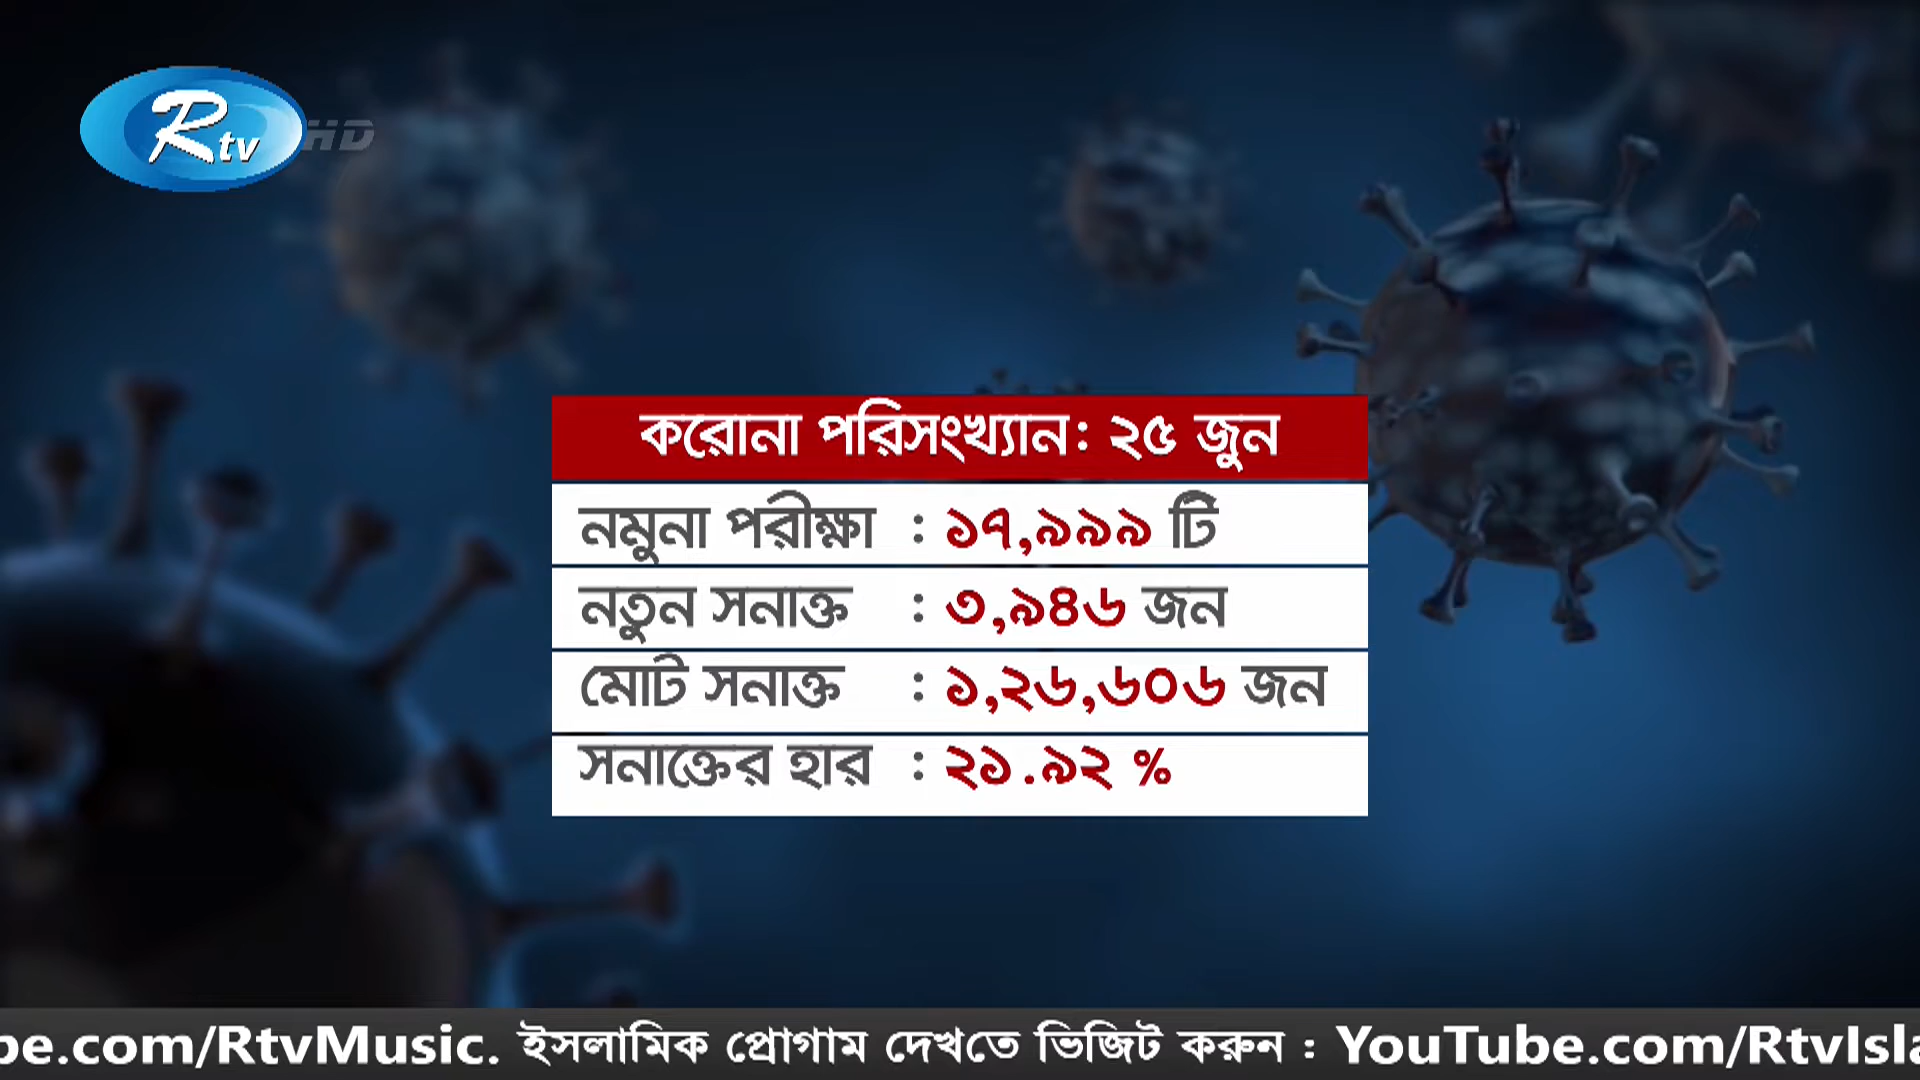 Rtv HD
করোনা পরিসংখ্যান: ২৫ জুন
নমুনা পরীক্ষা : ১৭,৯৯৯ টি
নতুন সনাক্ত : ৩,৯৪৬ জন
মোট সনাক্ত : ১,২৬,৬০৬ জন
সনাক্তের হার : ২১.৯২ %
be.com/RtvMusic. ইসলামিক প্রোগাম দেখতে ভিজিট করুন : YouTube.com/RtvIsla